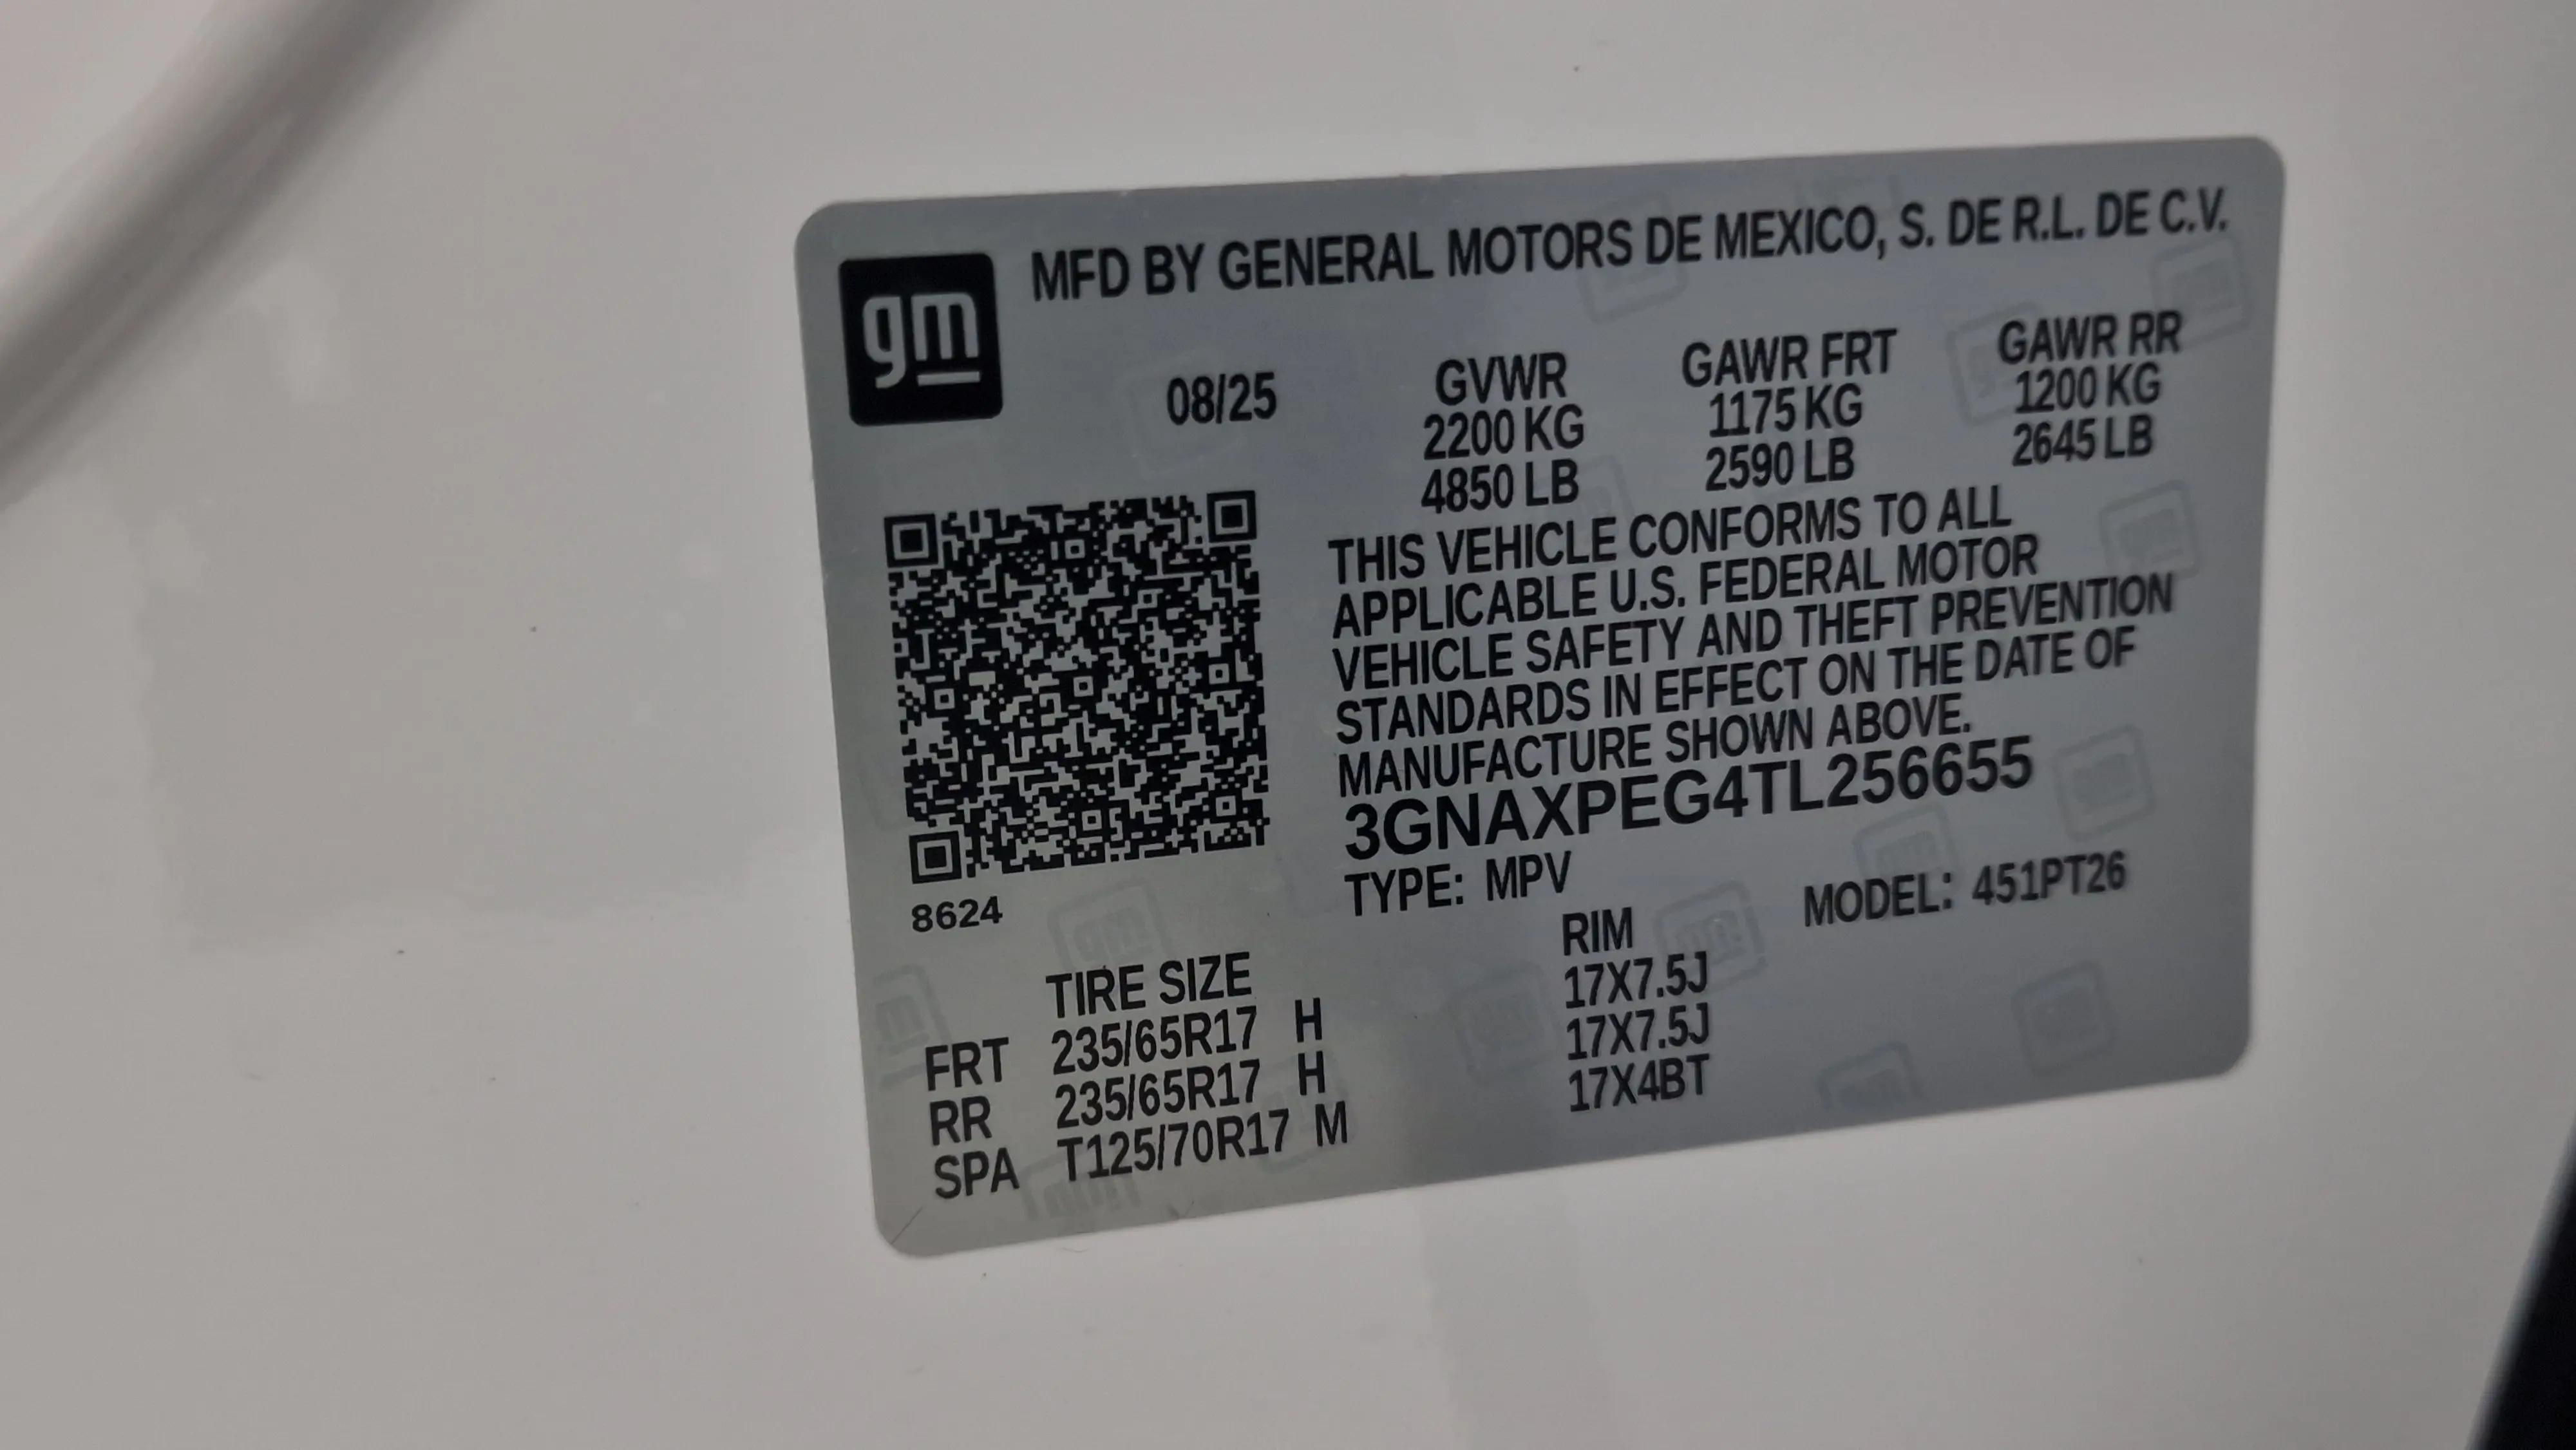 gm
MFD BY GENERAL MOTORS DE MEXICO, S. DE R.L. DE C.V.
08/25
GVWR GAWR FRT GAWR RR
2200 KG 1175 KG 1200 KG
4850 LB 2590 LB 2645 LB
THIS VEHICLE CONFORMS TO ALL
APPLICABLE U.S. FEDERAL MOTOR
VEHICLE SAFETY AND THEFT PREVENTION
STANDARDS IN EFFECT ON THE DATE OF
MANUFACTURE SHOWN ABOVE.
3GNAXPEG4TL256655
TYPE: MPV MODEL: 451PT26
8624
TIRE SIZE RIM
FRT 235/65R17 H 17X7.5J
RR 235/65R17 H 17X7.5J
SPA T125/70R17 M 17X4BT